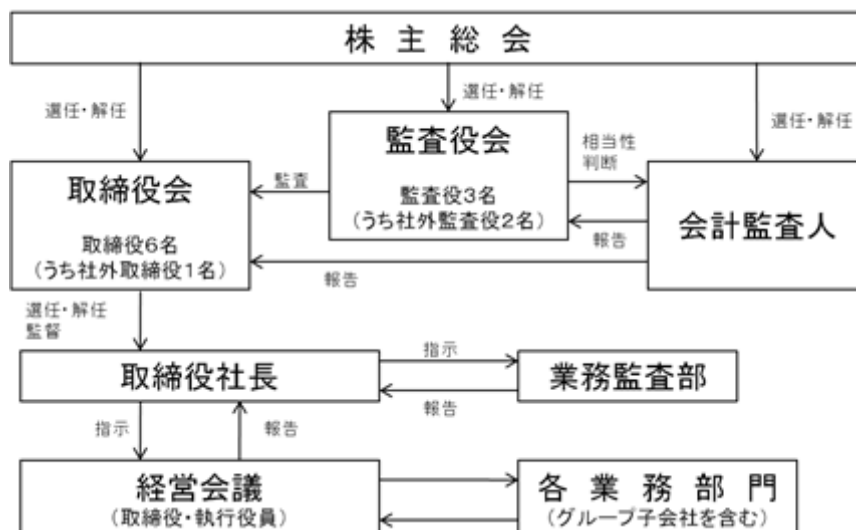 株主総会
選任・解任
選任・解任
選任・解任
監査役会
監査役3名
(うち社外監査役2名)
相当性
判断
取締役会
取締役6名
(うち社外取締役1名)
監査
会計監査人
報告
報告
選任・解任
監督
取締役社長
指示
報告
業務監査部
指示
報告
経営会議
(取締役・執行役員)
各業務部門
(グループ子会社を含む)